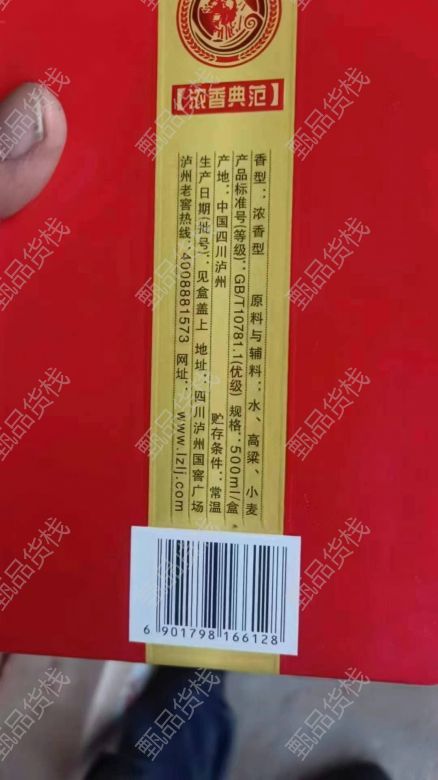 【浓香典范】
香型：浓香型 原料与辅料：水、高粱、小麦
产品标准号(等级)：GB/T10781.1(优级) 规格：500ml/盒
产地：中国四川泸州 贮存条件：常温
生产日期(批号)：见盒盖上 地址：四川泸州国窖广场
泸州老窖热线：4008881573 网址：www.lzlj.com
6 901798 166128
甄品货栈